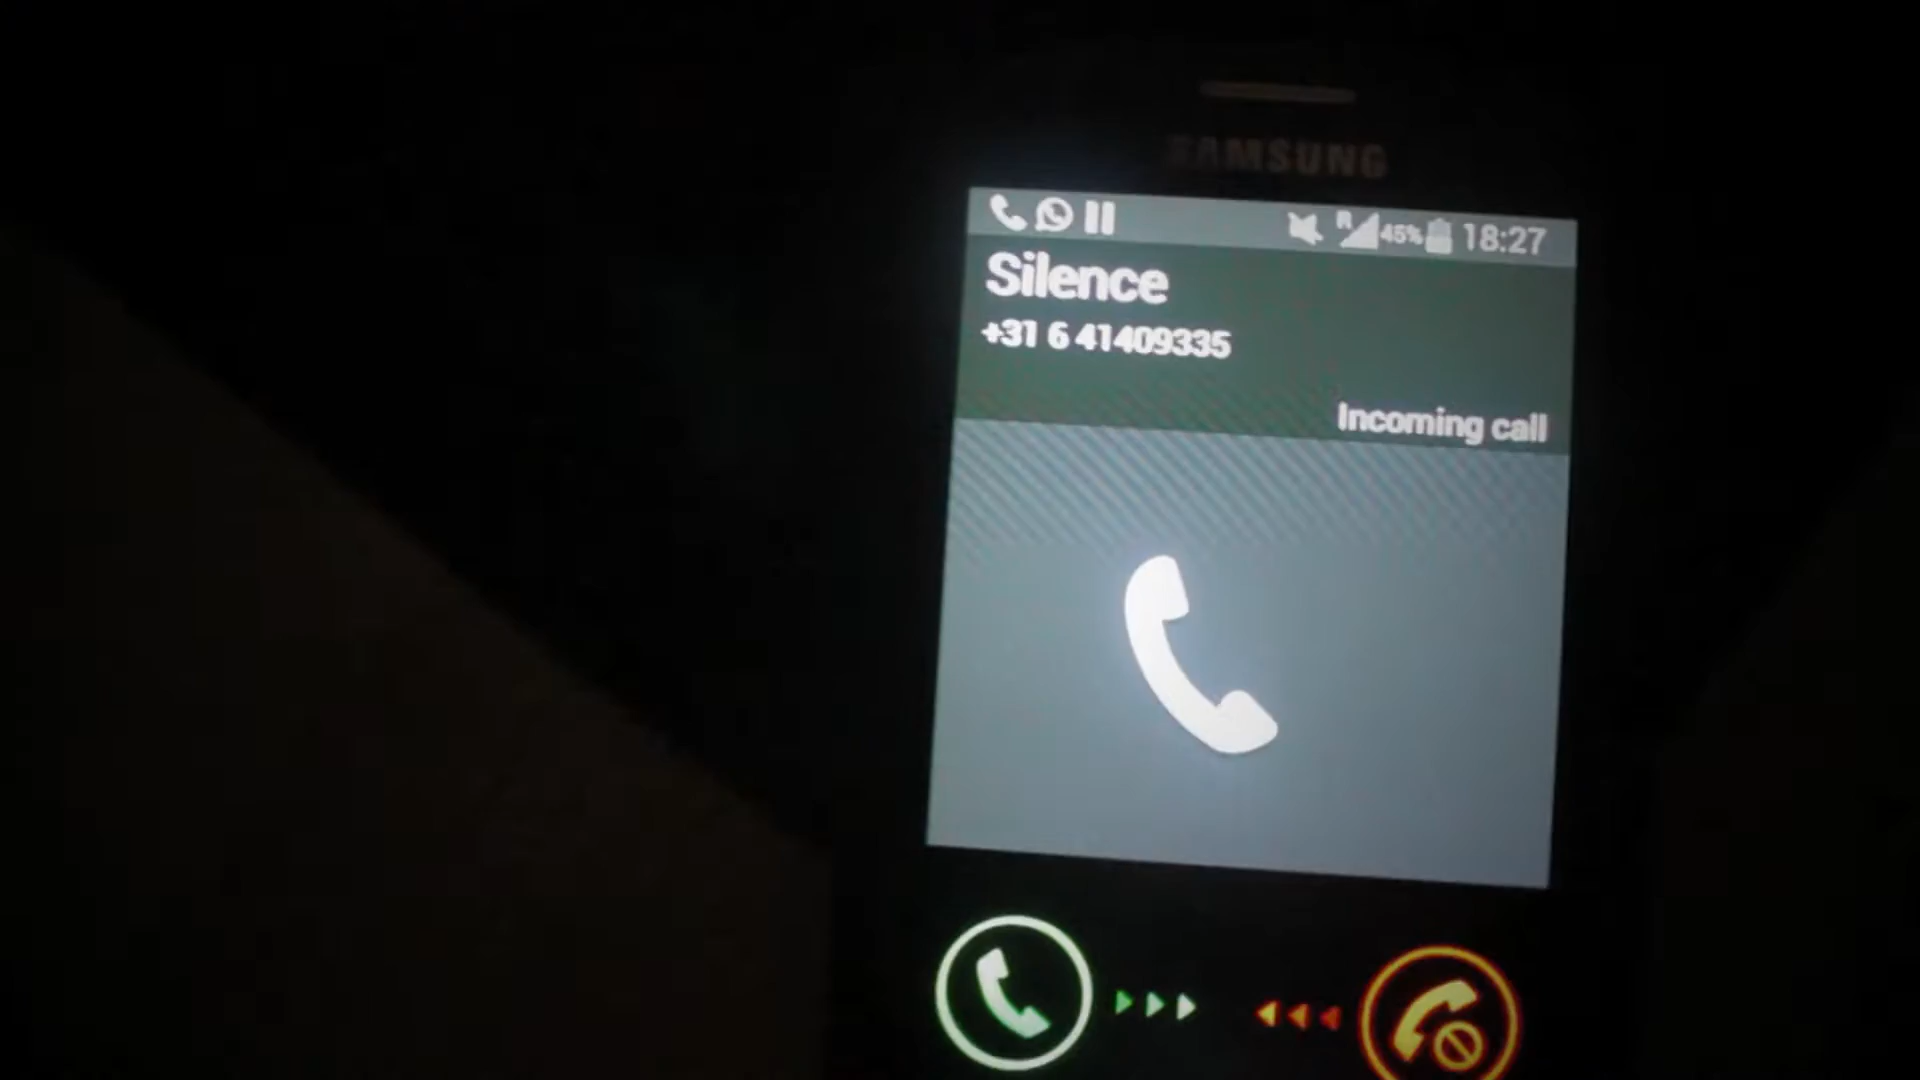 SAMSUNG
R 45% 18:27
Silence
+31 6 41409335
Incoming call